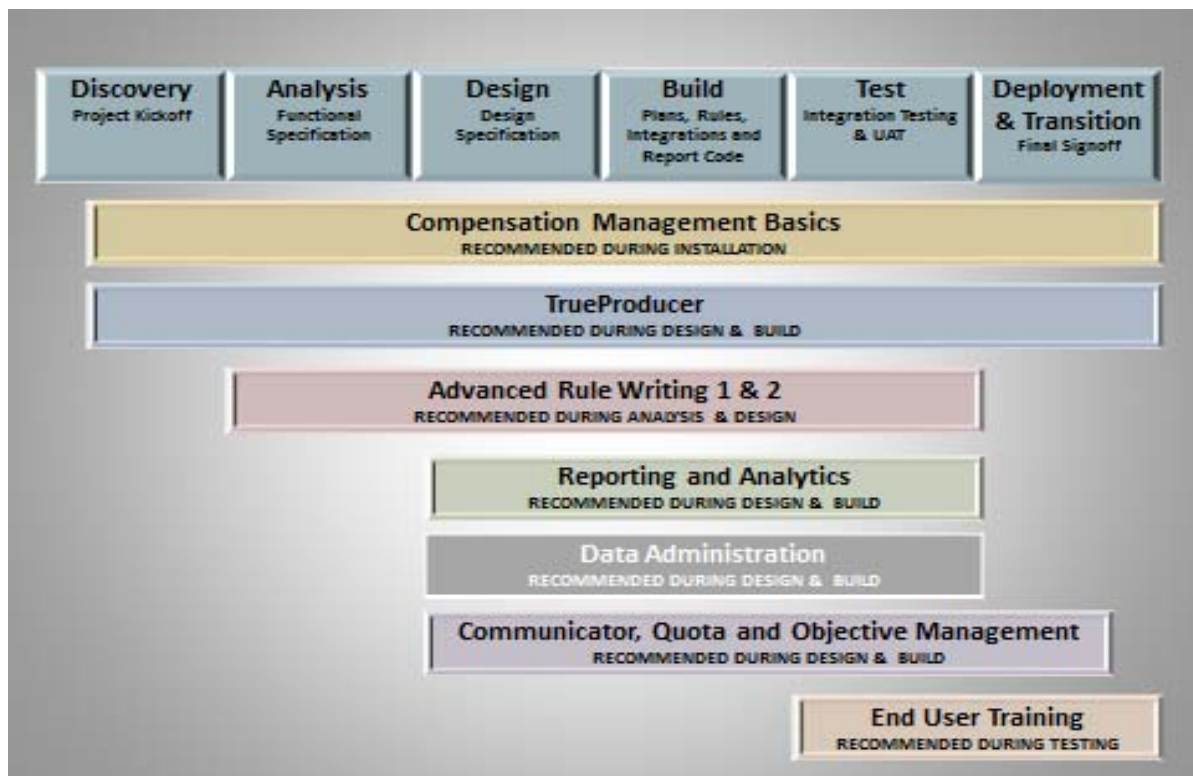 Discovery
Project Kickoff
Analysis
Functional
Specification
Design
Design
Specification
Build
Plans, Rules,
Integrations and
Report Code
Test
Integration Testing
& UAT
Deployment
& Transition
Final Signoff
Compensation Management Basics
RECOMMENDED DURING INSTALLATION
TrueProducer
RECOMMENDED DURING DESIGN & BUILD
Advanced Rule Writing 1 & 2
RECOMMENDED DURING ANALYSIS & DESIGN
Reporting and Analytics
RECOMMENDED DURING DESIGN & BUILD
Data Administration
RECOMMENDED DURING DESIGN & BUILD
Communicator, Quota and Objective Management
RECOMMENDED DURING DESIGN & BUILD
End User Training
RECOMMENDED DURING TESTING